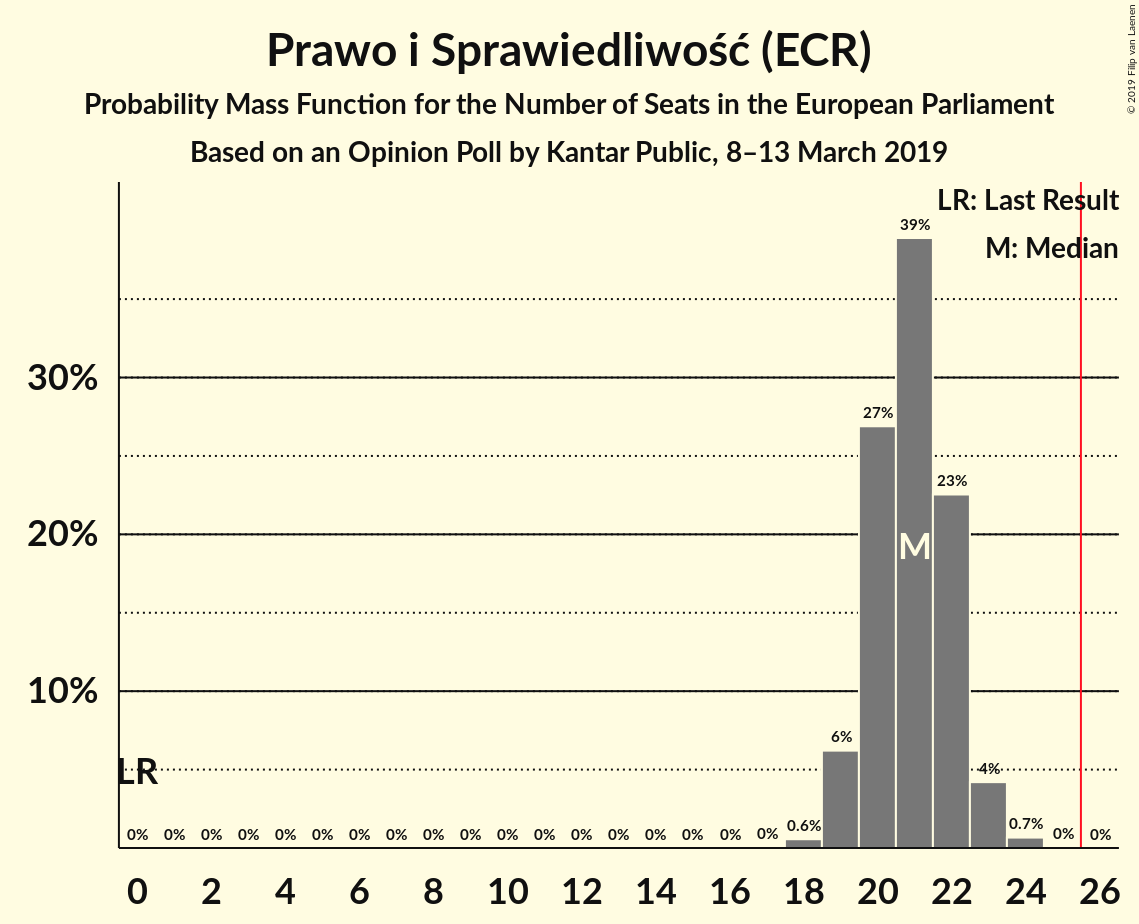 Prawo i Sprawiedliwość (ECR)
Probability Mass Function for the Number of Seats in the European Parliament
Based on an Opinion Poll by Kantar Public, 8–13 March 2019
© 2019 Filip van Laenen
LR: Last Result
M: Median
30%
20%
10%
LR
0% 0% 0% 0% 0% 0% 0% 0% 0% 0% 0% 0% 0% 0% 0% 0% 0% 0% 0.6% 6% 27% 39% 23% 4% 0.7% 0% 0%
M
0 2 4 6 8 10 12 14 16 18 20 22 24 26